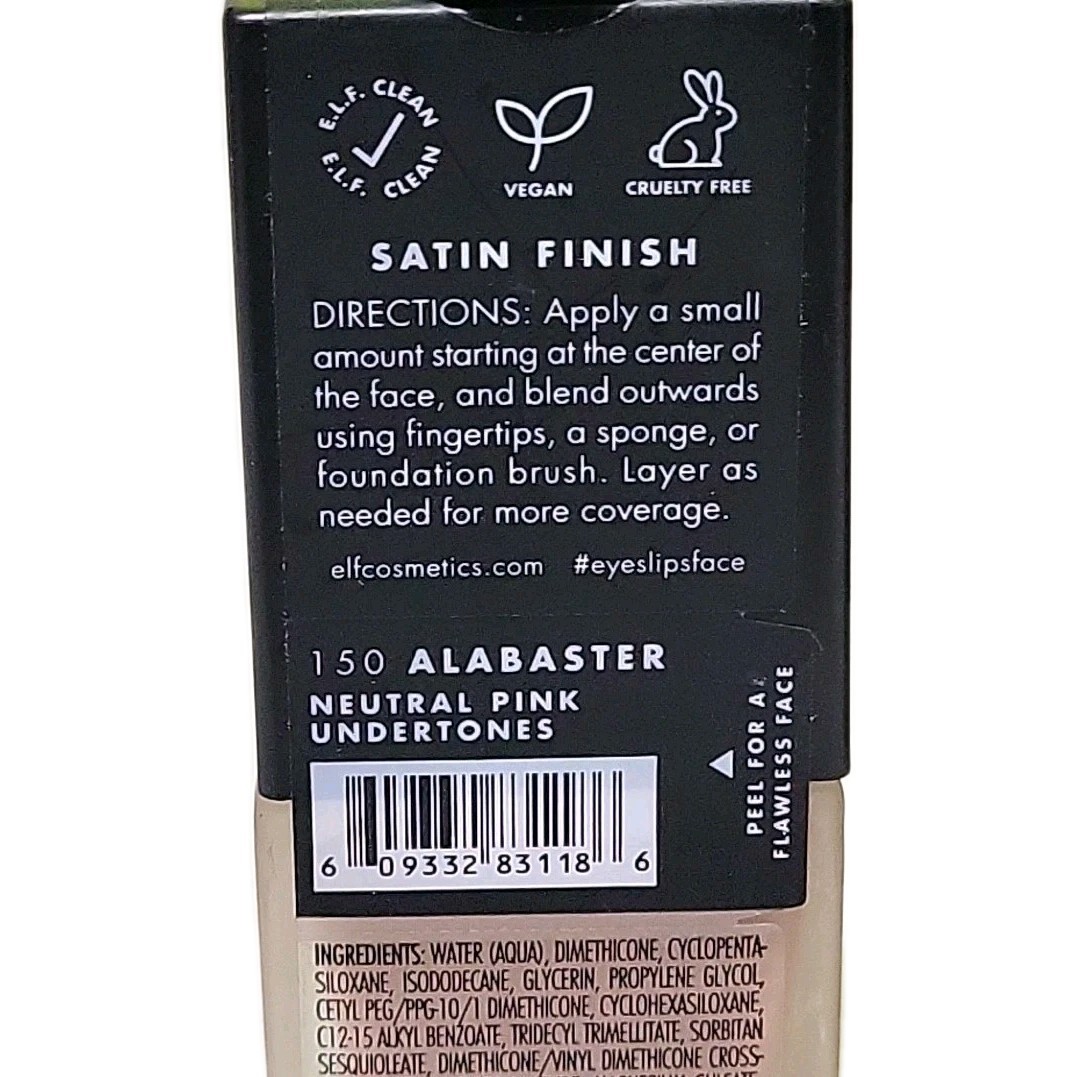 E.L.F. CLEAN
E.L.F. CLEAN
VEGAN
CRUELTY FREE
SATIN FINISH
DIRECTIONS: Apply a small
amount starting at the center of
the face, and blend outwards
using fingertips, a sponge, or
foundation brush. Layer as
needed for more coverage.
elfcosmetics.com #eyeslipsface
150 ALABASTER
NEUTRAL PINK
UNDERTONES
PEEL FOR A
FLAWLESS FACE
6 09332 83118 6
INGREDIENTS: WATER (AQUA), DIMETHICONE, CYCLOPENTA-
SILOXANE, ISODODECANE, GLYCERIN, PROPYLENE GLYCOL,
CETYL PEG/PPG-10/1 DIMETHICONE, CYCLOHEXASILOXANE,
C12-15 ALKYL BENZOATE, TRIDECYL TRIMELLITATE, SORBITAN
SESQUIOLEATE, DIMETHICONE/VINYL DIMETHICONE CROSS-